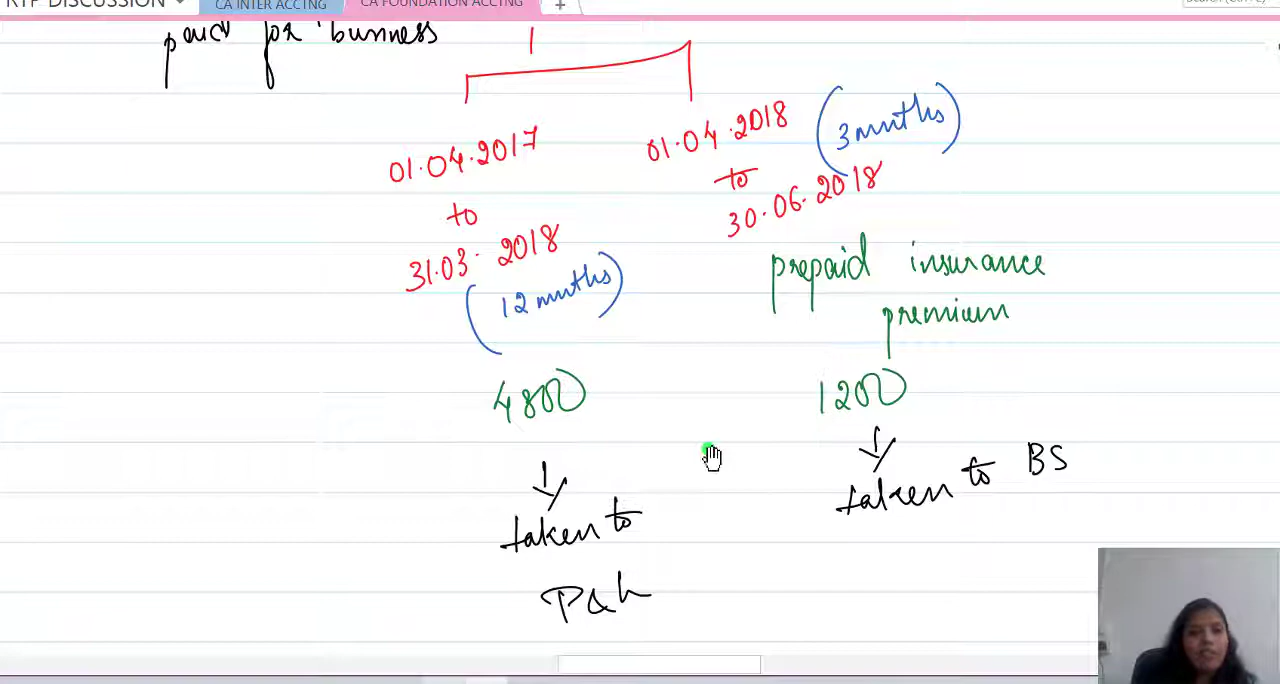 RTP DISCUSSION
CA INTER ACCTNG
CA FOUNDATION ACCTNG
paid for business
01.04.2017
to
31.03.2018
(12 months)
4800
taken to
P&L
01.04.2018 (3 months)
to
30.06.2018
prepaid insurance
premium
1200
taken to BS